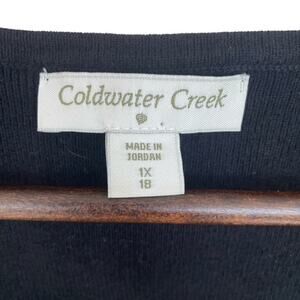 Coldwater Creek
MADE IN
JORDAN
1X
18